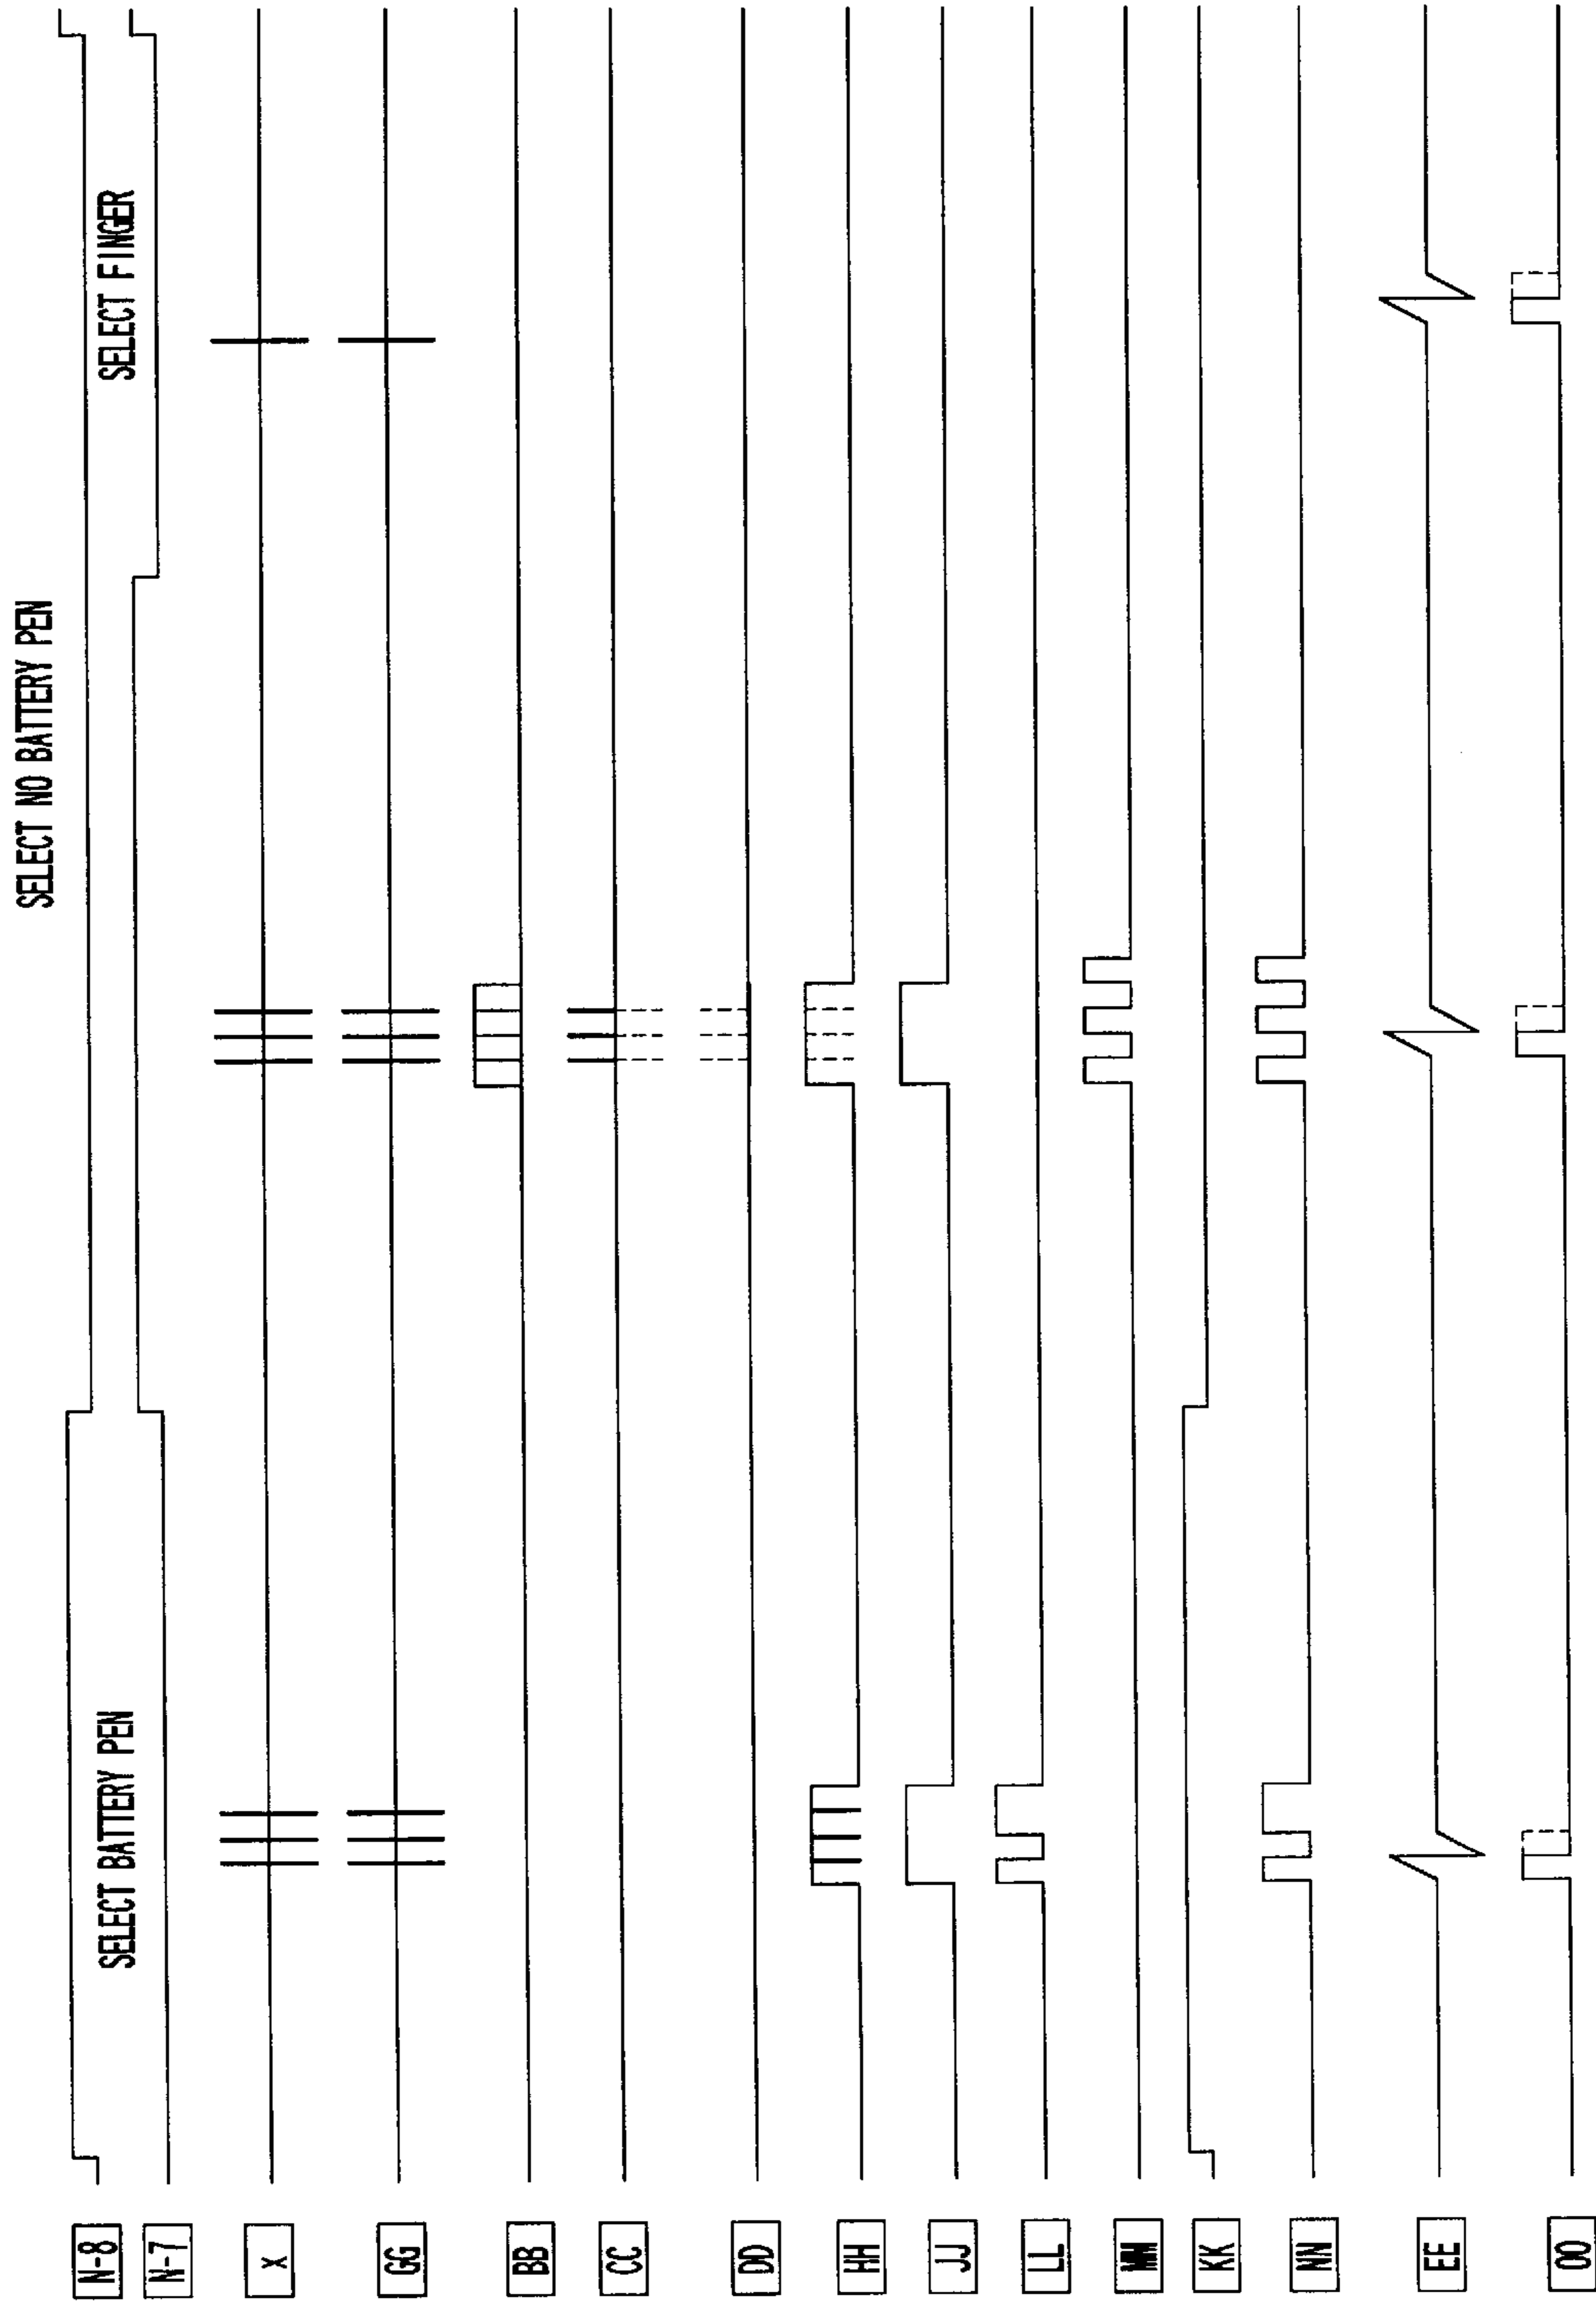 SELECT NO BATTERY PEN
N-8
SELECT BATTERY PEN
SELECT FINGER
N-7
X
GG
BB
CC
DD
HH
JJ
LL
MM
KK
NN
EE
OO